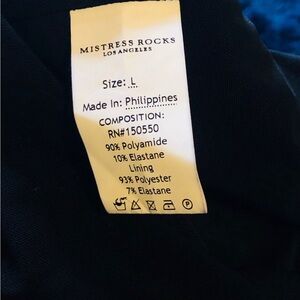 MISTRESS ROCKS
LOS ANGELES
Size: L
Made In: Philippines
COMPOSITION:
RN#150550
90% Polyamide
10% Elastane
Lining
93% Polyester
7% Elastane